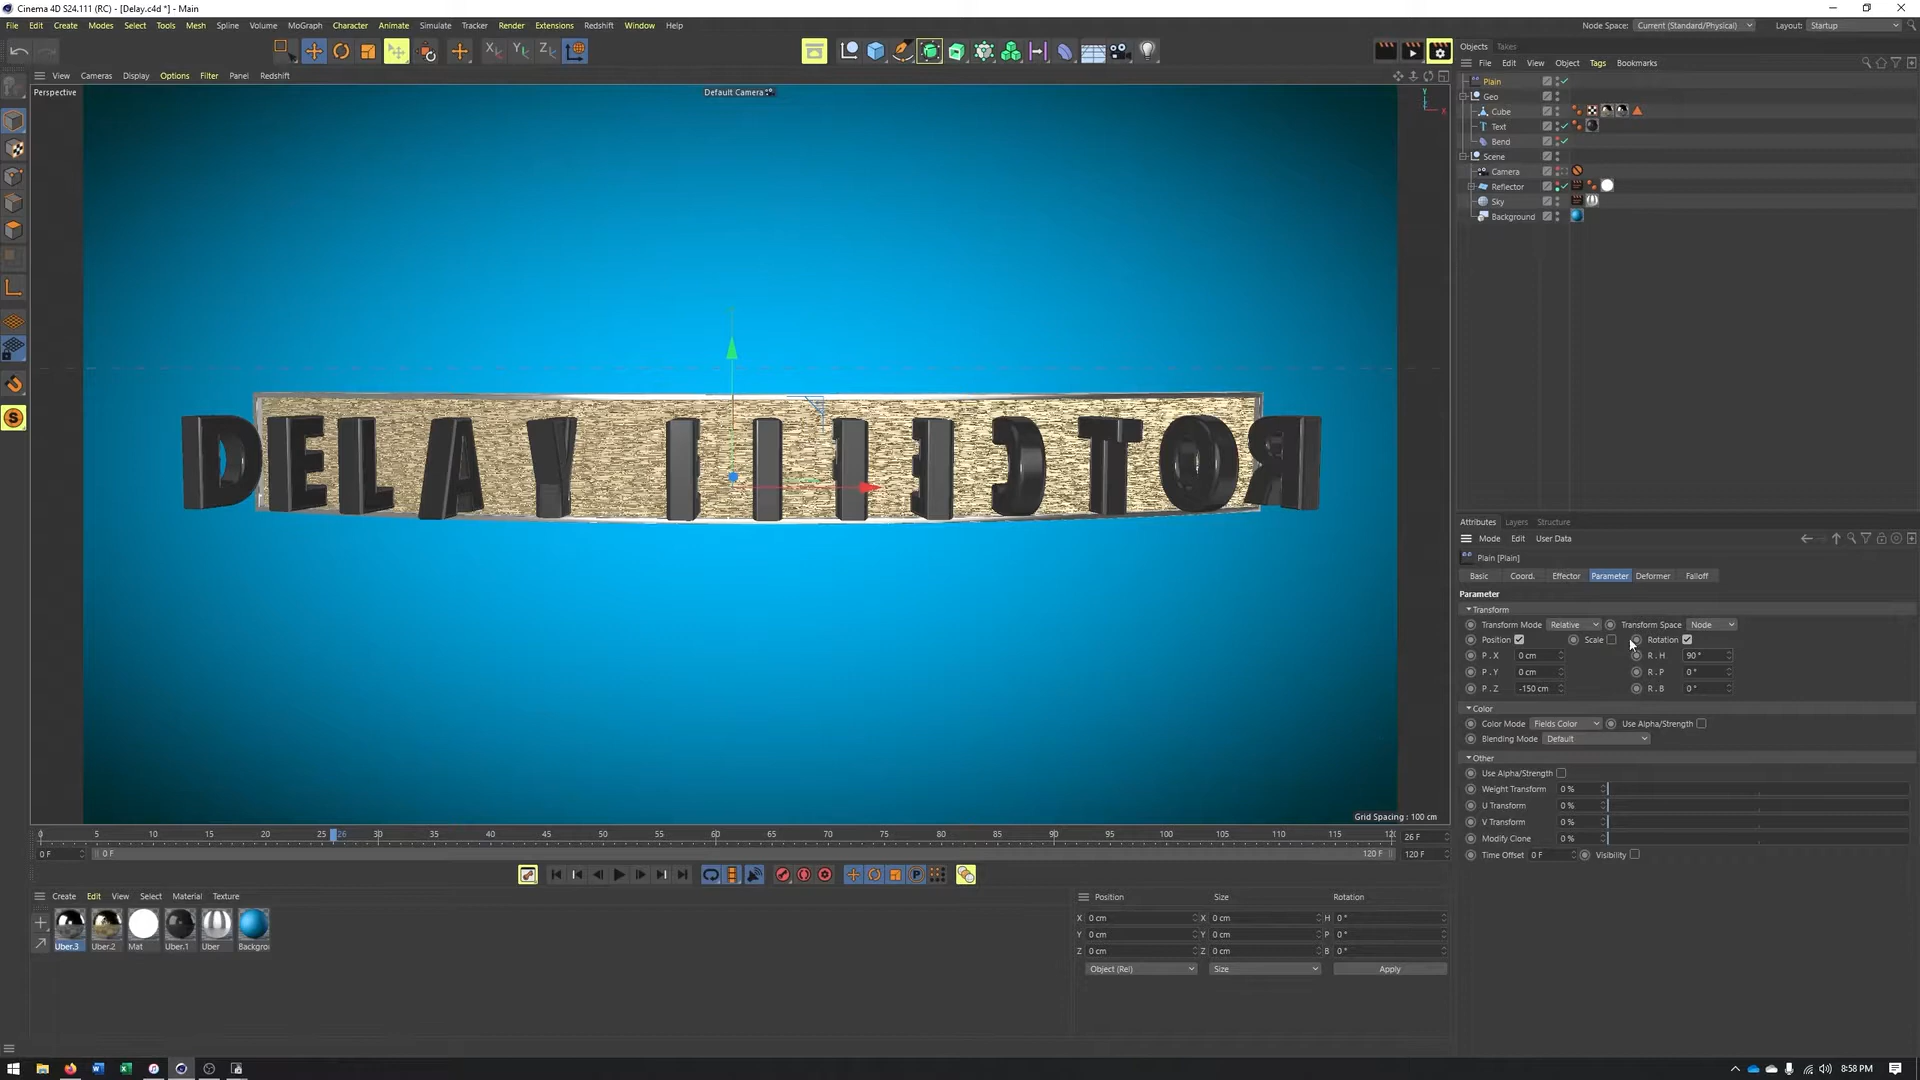 Cinema 4D S24.111 (RC) - [Delay.c4d *] - Main
File Edit Create Modes Select Tools Mesh Spline Volume MoGraph Character Animate Simulate Tracker Render Extensions Redshift Window Help
Node Space: Current (Standard/Physical) Layout: Startup
View Cameras Display Options Filter Panel Redshift
Perspective
Default Camera
Objects Takes
File Edit View Object Tags Bookmarks
Plain
Geo
Cube
Text
Bend
Scene
Camera
Reflector
Sky
Background
DELAY
Attributes Layers Structure
Mode Edit User Data
Plain [Plain]
Basic Coord. Effector Parameter Deformer Falloff
Parameter
Transform
Transform Mode Relative Transform Space Node
Position Scale Rotation
P . X 0 cm R . H 90 °
P . Y 0 cm R . P 0 °
P . Z -150 cm R . B 0 °
Color
Color Mode Fields Color Use Alpha/Strength
Blending Mode Default
Other
Use Alpha/Strength
Weight Transform 0 %
U Transform 0 %
V Transform 0 %
Modify Clone 0 %
Time Offset 0 F Visibility
Grid Spacing : 100 cm
0 5 10 15 20 25 26 30 35 40 45 50 55 60 65 70 75 80 85 90 95 100 105 110 115 26 F
0 F 0 F 120 F 120 F
Create Edit View Select Material Texture
Uber.3 Uber.2 Mat Uber.1 Uber Backgro
Position Size Rotation
X 0 cm X 0 cm H 0 °
Y 0 cm Y 0 cm P 0 °
Z 0 cm Z 0 cm B 0 °
Object (Rel) Size Apply
8:58 PM